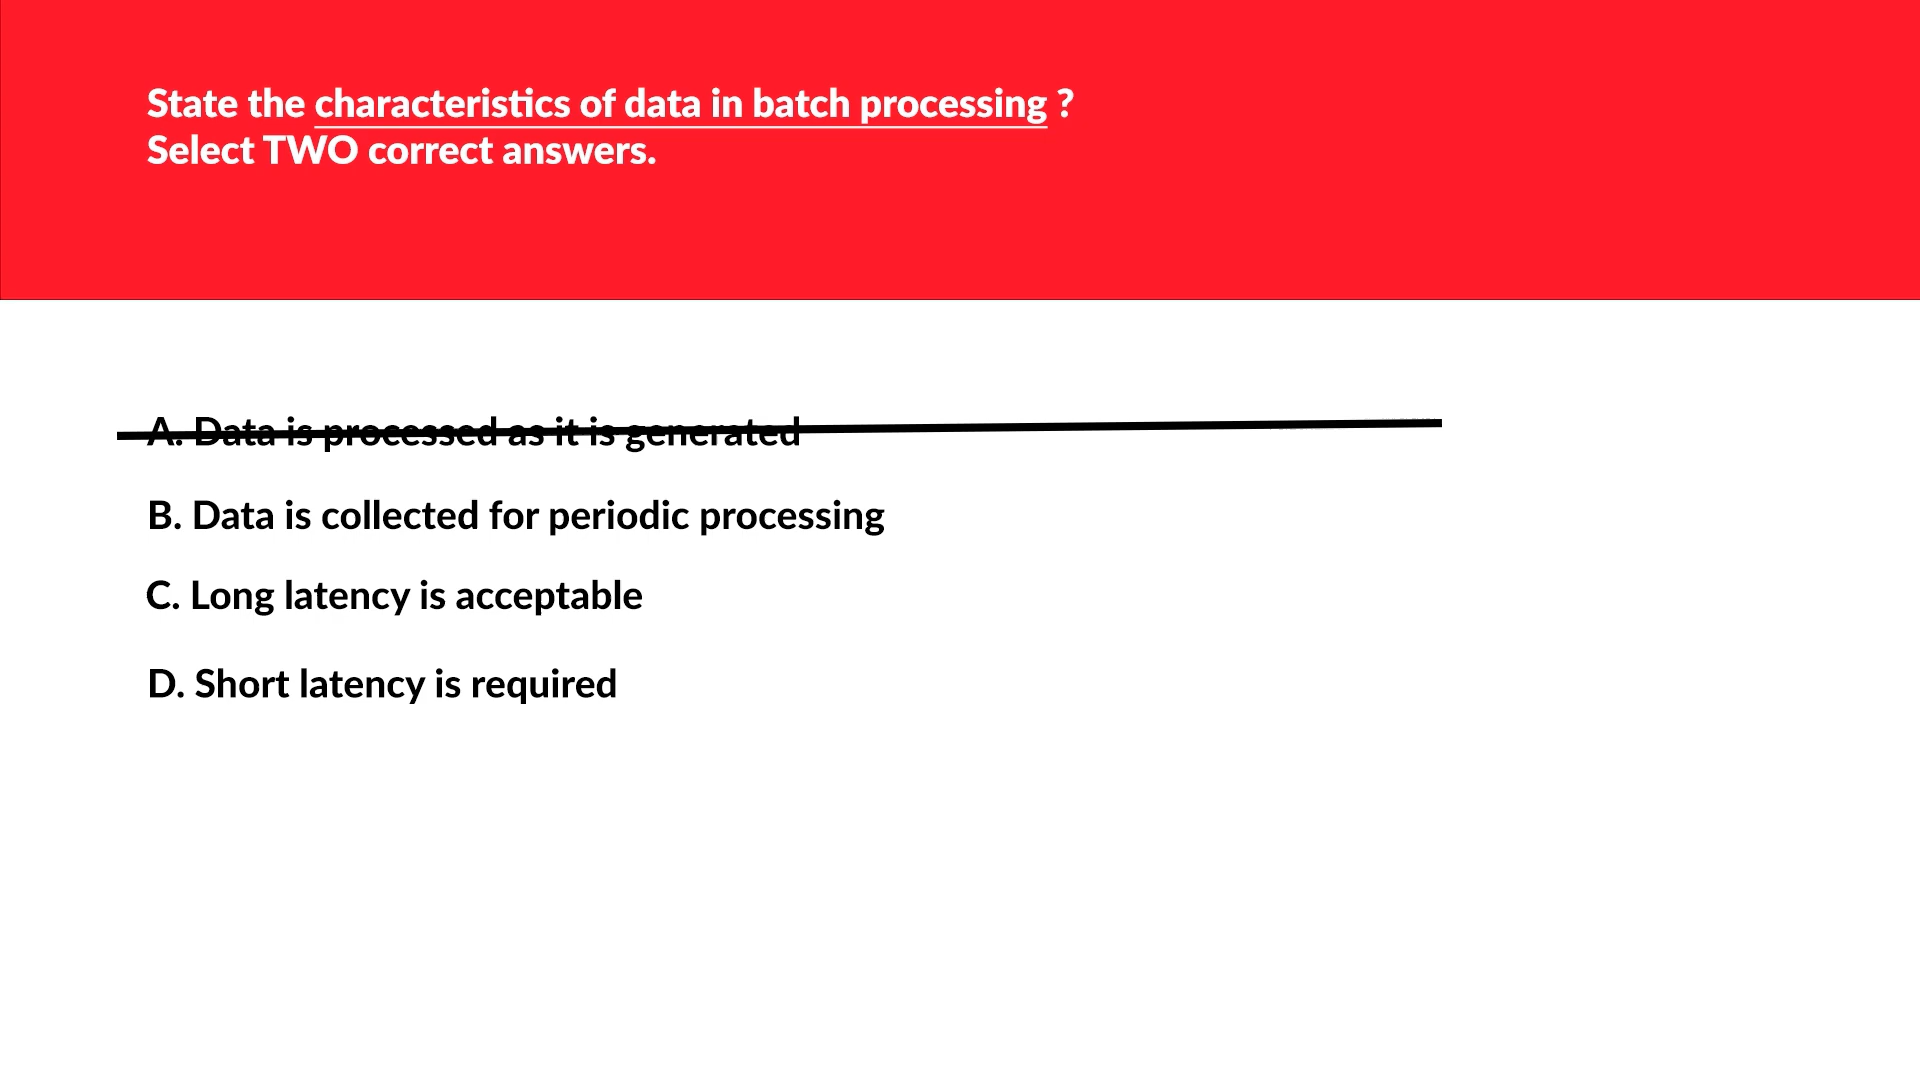 State the characteristics of data in batch processing ?
Select TWO correct answers.
A. Data is processed as it is generated
B. Data is collected for periodic processing
C. Long latency is acceptable
D. Short latency is required